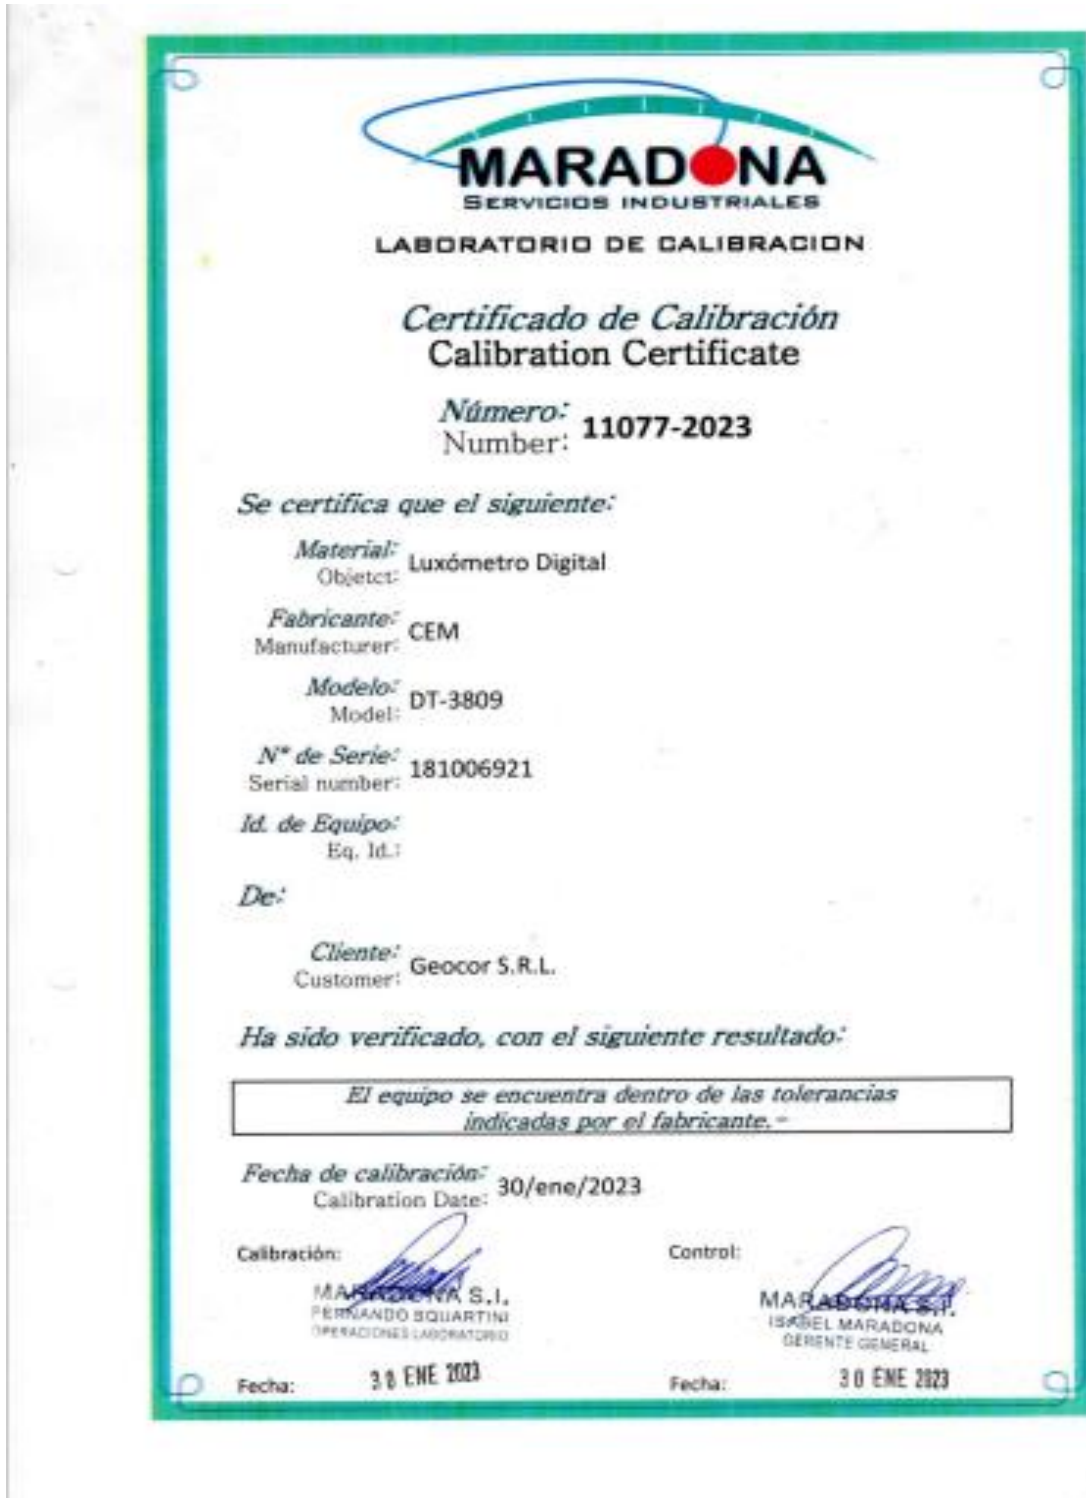 MARADONA
SERVICIOS INDUSTRIALES
LABORATORIO DE CALIBRACION
Certificado de Calibración
Calibration Certificate
Número:
Number: 11077-2023
Se certifica que el siguiente:
Material:
Objetct: Luxómetro Digital
Fabricante:
Manufacturer: CEM
Modelo:
Model: DT-3809
N° de Serie:
Serial number: 181006921
Id. de Equipo:
Eq. Id.:
De:
Cliente:
Customer: Geocor S.R.L.
Ha sido verificado, con el siguiente resultado:
El equipo se encuentra dentro de las tolerancias
indicadas por el fabricante.-
Fecha de calibración:
Calibration Date: 30/ene/2023
Calibración:
Control:
MARADONA S.I.
FERNANDO SQUARTINI
OPERACIONES LABORATORIO
MARADONA S.I.
ISABEL MARADONA
GERENTE GENERAL
Fecha: 30 ENE 2023
Fecha: 30 ENE 2023